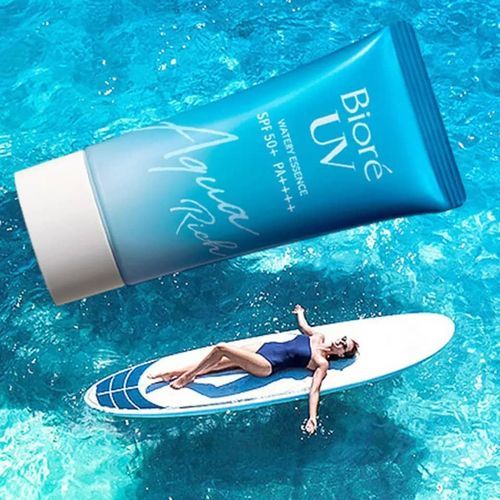 Bioré
UV
WATERY ESSENCE
SPF 50+ PA++++
Aqua
Rich